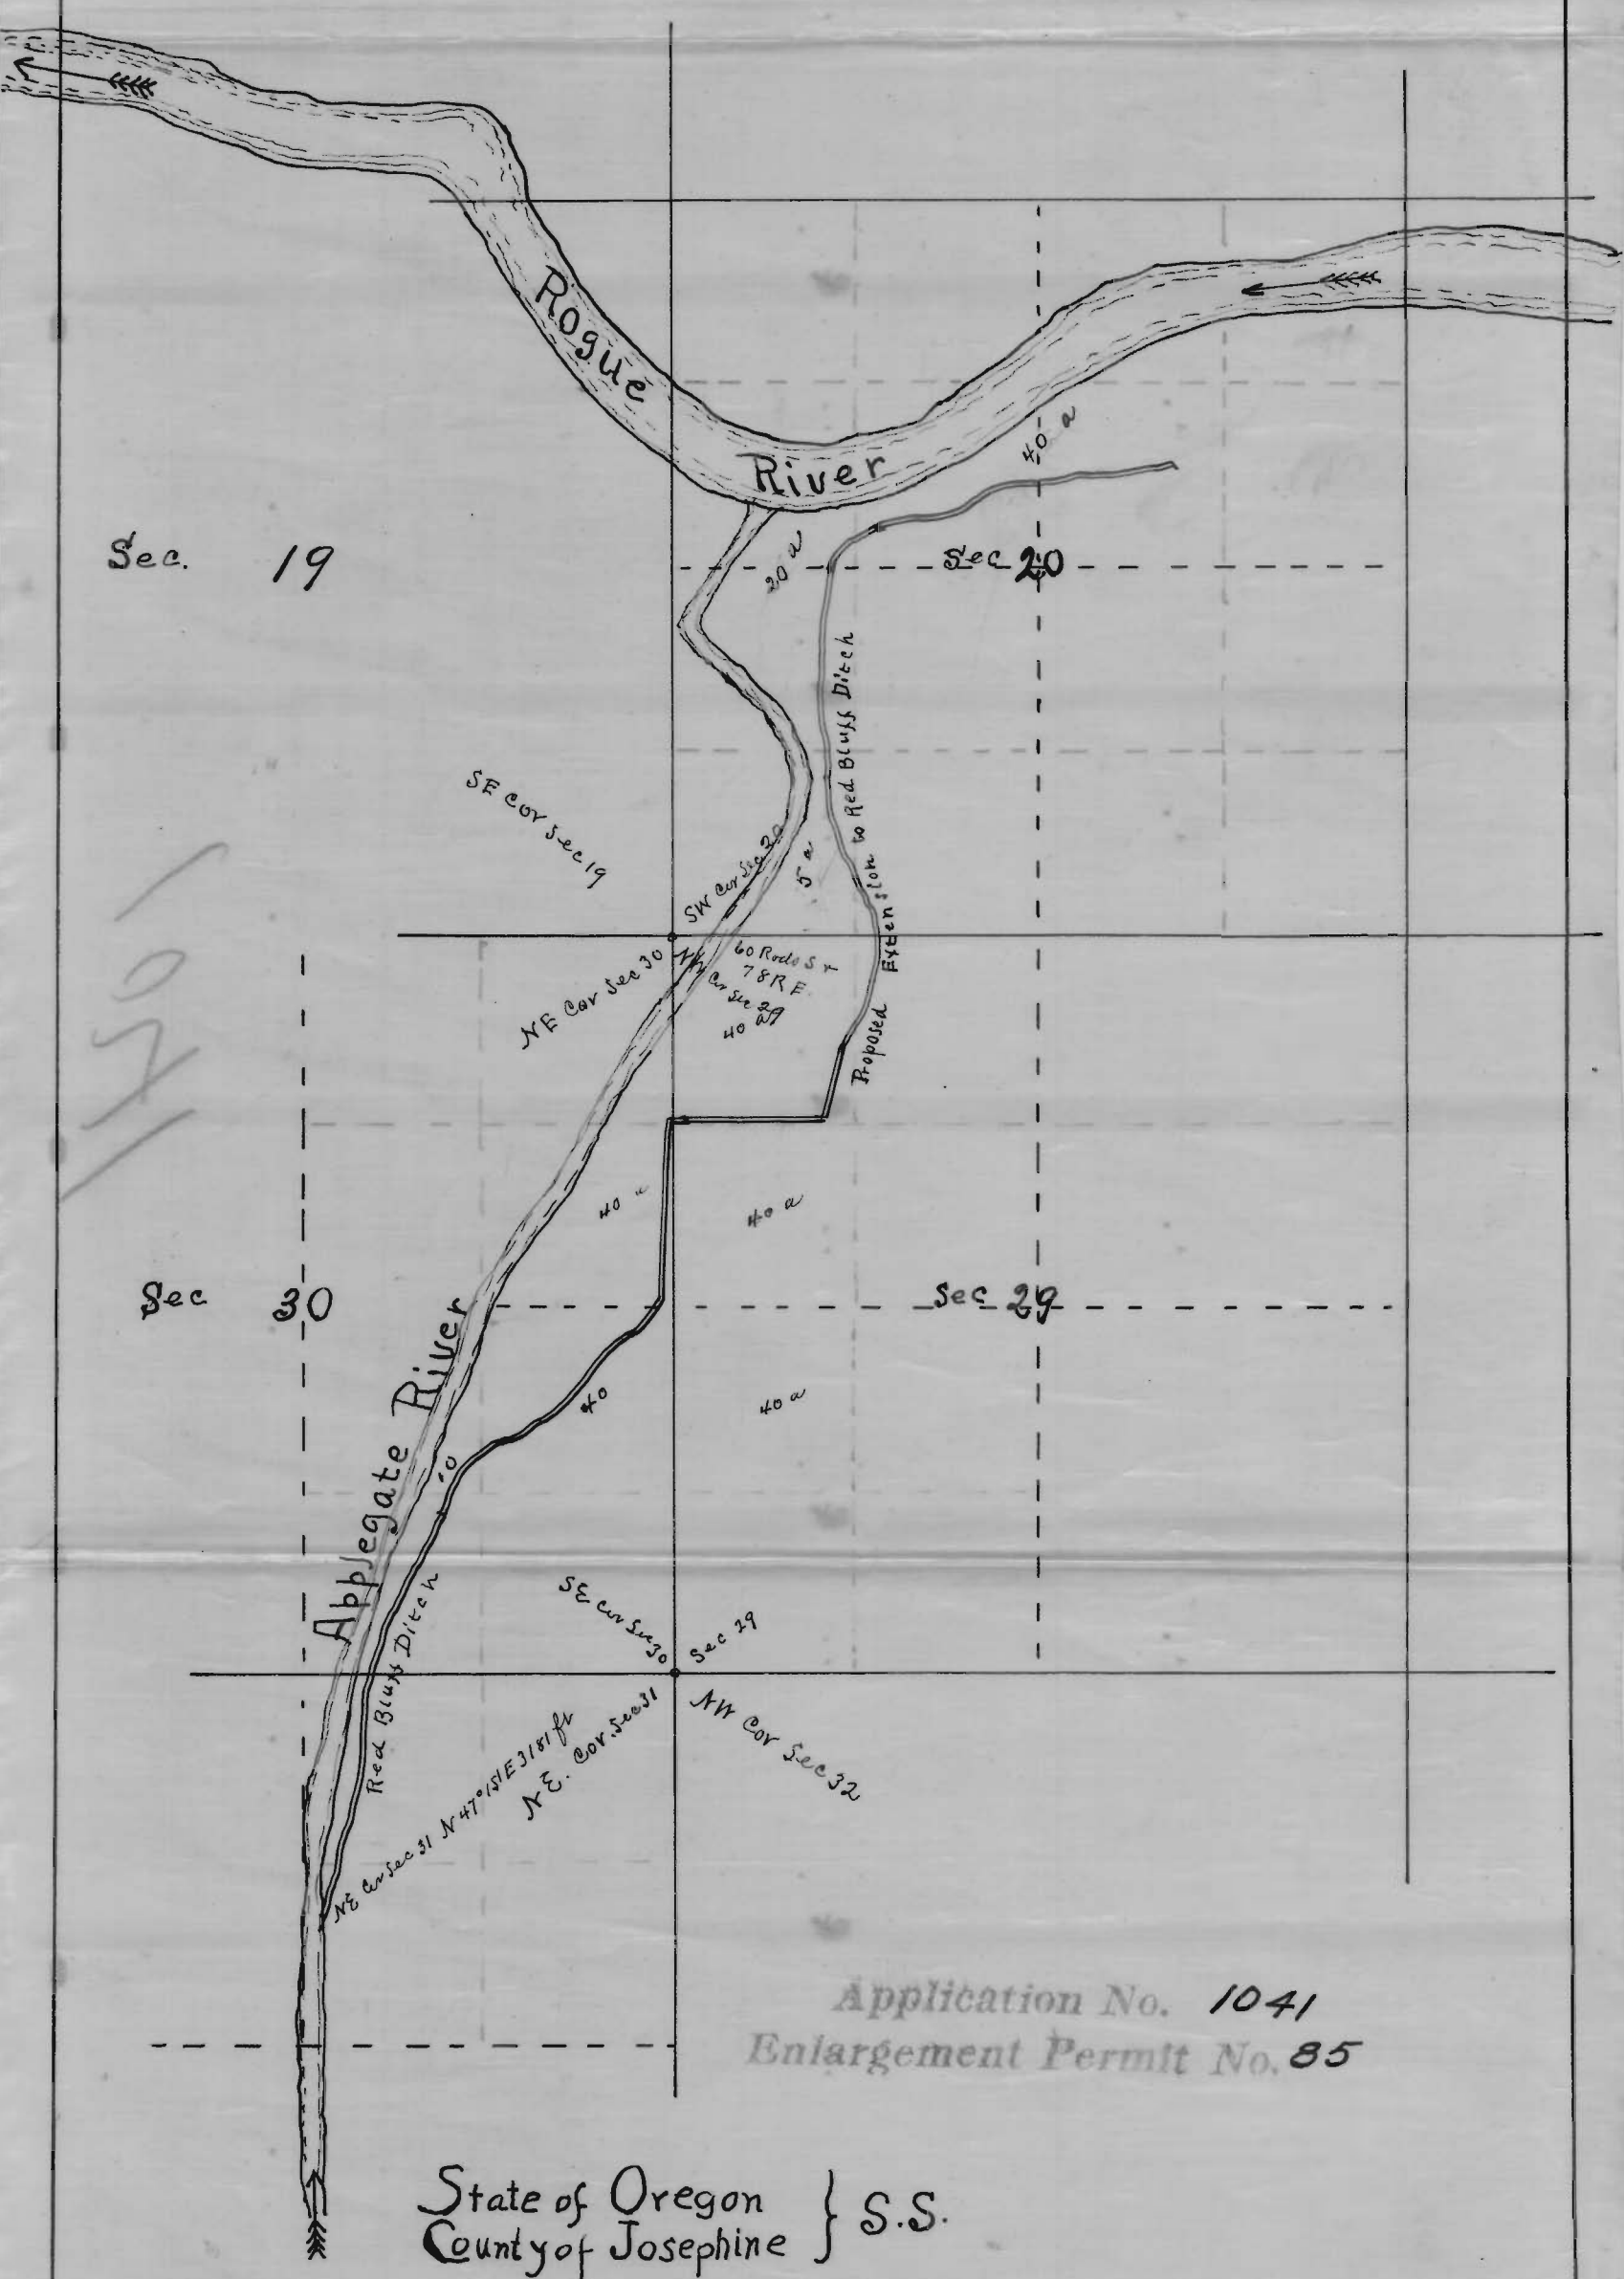 Rogue
River
40 a
Sec. 19
20 a
Sec 20
Proposed Extension to Red Bluff Ditch
SE Cor Sec 19
SW Cor Sec 20
5 a
NE Cor Sec 30
NW Cor Sec 29
60 Rods S +
78 R E
40 a
40 a
40 a
Sec 30
Sec 29
Applegate River
40
40 a
10
Red Bluff Ditch
SE Cor Sec 30
Sec 29
NE. Cor. Sec 31
NW Cor Sec 32
NE Cor Sec 31 N 47° 15' E 3181 ft
Application No. 1041
Enlargement Permit No. 85
State of Oregon } S.S.
County of Josephine